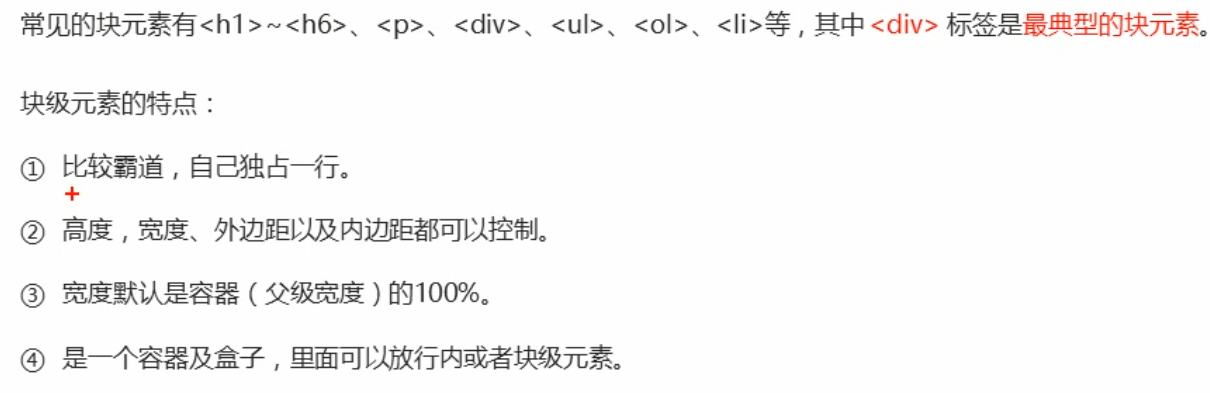 常见的块元素有<h1>~<h6>、<p>、<div>、<ul>、<ol>、<li>等，其中 <div> 标签是最典型的块元素。
块级元素的特点：
① 比较霸道，自己独占一行。
② 高度，宽度、外边距以及内边距都可以控制。
③ 宽度默认是容器（父级宽度）的100%。
④ 是一个容器及盒子，里面可以放行内或者块级元素。